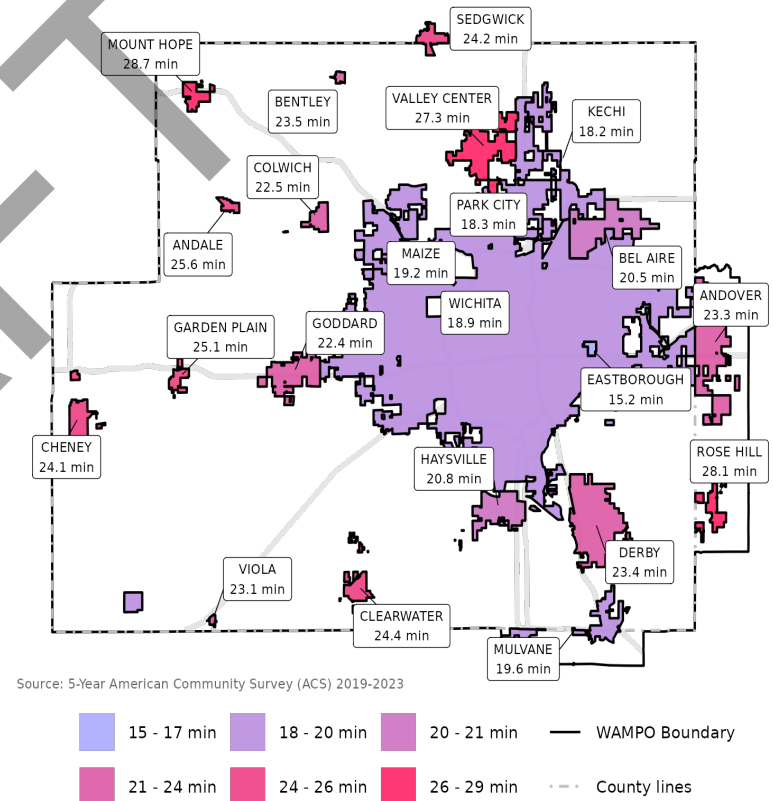 SEDGWICK
24.2 min
MOUNT HOPE
28.7 min
BENTLEY
23.5 min
VALLEY CENTER
27.3 min
KECHI
18.2 min
COLWICH
22.5 min
PARK CITY
18.3 min
ANDALE
25.6 min
MAIZE
19.2 min
BEL AIRE
20.5 min
ANDOVER
23.3 min
WICHITA
18.9 min
GARDEN PLAIN
25.1 min
GODDARD
22.4 min
EASTBOROUGH
15.2 min
CHENEY
24.1 min
HAYSVILLE
20.8 min
ROSE HILL
28.1 min
DERBY
23.4 min
VIOLA
23.1 min
CLEARWATER
24.4 min
MULVANE
19.6 min
Source: 5-Year American Community Survey (ACS) 2019-2023
15 - 17 min
18 - 20 min
20 - 21 min
WAMPO Boundary
21 - 24 min
24 - 26 min
26 - 29 min
County lines